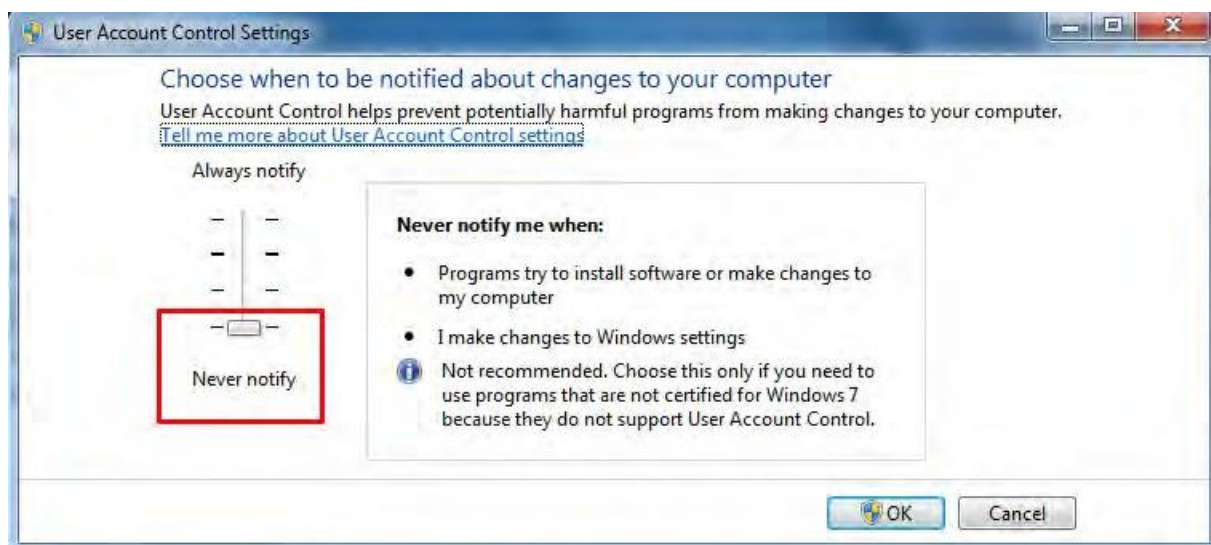 User Account Control Settings
Choose when to be notified about changes to your computer
User Account Control helps prevent potentially harmful programs from making changes to your computer.
Tell me more about User Account Control settings
Always notify
Never notify me when:
Programs try to install software or make changes to
my computer
I make changes to Windows settings
Not recommended. Choose this only if you need to
use programs that are not certified for Windows 7
because they do not support User Account Control.
Never notify
OK
Cancel